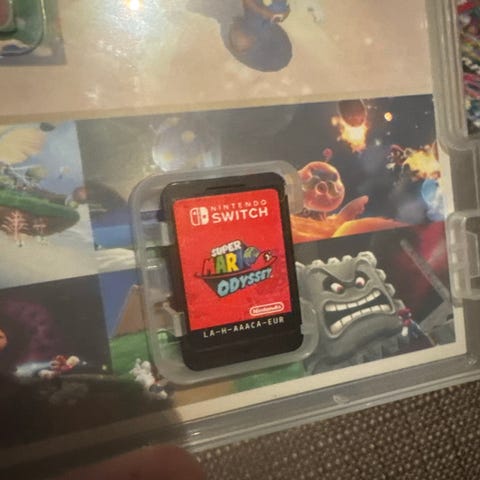 NINTENDO
SWITCH
SUPER
MARIO
ODYSSEY
Nintendo
LA-H-AAACA-EUR